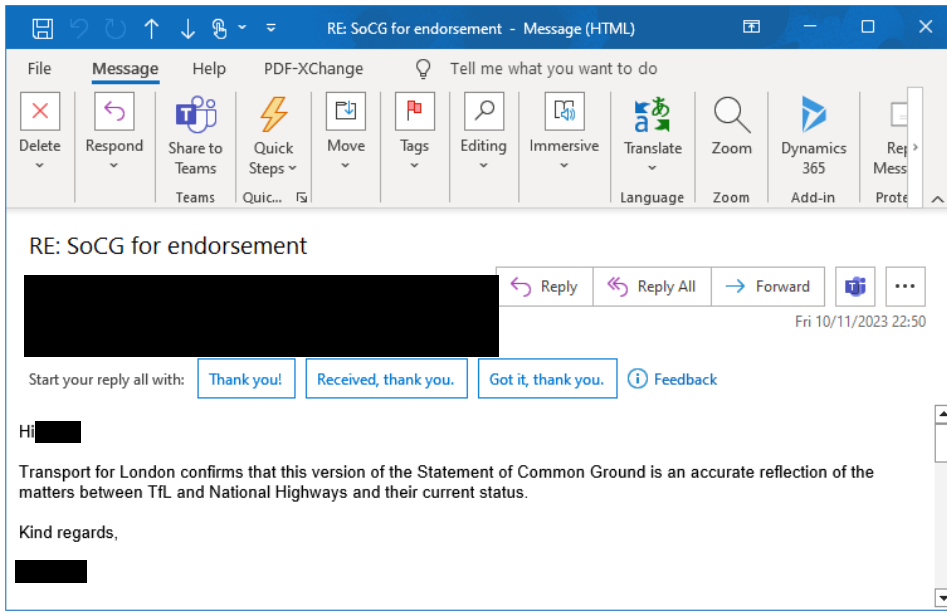 RE: SoCG for endorsement - Message (HTML)
File Message Help PDF-XChange Tell me what you want to do
Delete Respond Share to Teams Quick Steps Move Tags Editing Immersive Translate Zoom Dynamics 365 Rep Mess
Teams Quic... Language Zoom Add-in Prote
RE: SoCG for endorsement
Reply Reply All Forward
Fri 10/11/2023 22:50
Start your reply all with: Thank you! Received, thank you. Got it, thank you. Feedback
Hi
Transport for London confirms that this version of the Statement of Common Ground is an accurate reflection of the
matters between TfL and National Highways and their current status.
Kind regards,